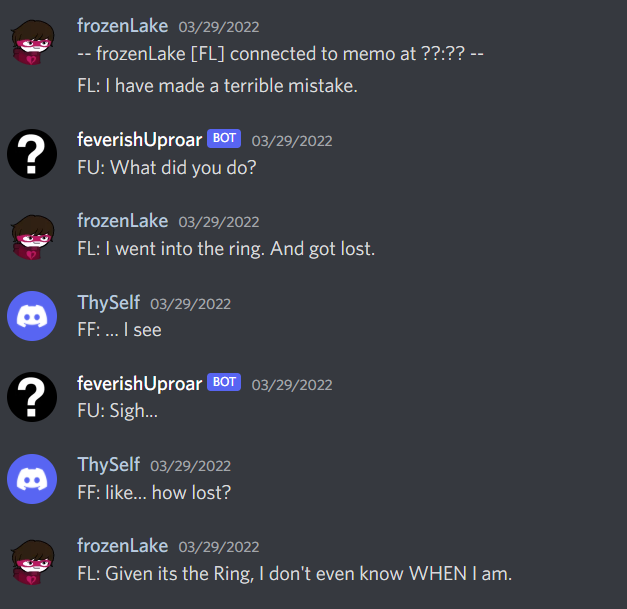 frozenLake 03/29/2022
-- frozenLake [FL] connected to memo at ??:?? --
FL: I have made a terrible mistake.
?
feverishUproar BOT 03/29/2022
FU: What did you do?
frozenLake 03/29/2022
FL: I went into the ring. And got lost.
ThySelf 03/29/2022
FF: ... I see
?
feverishUproar BOT 03/29/2022
FU: Sigh...
ThySelf 03/29/2022
FF: like... how lost?
frozenLake 03/29/2022
FL: Given its the Ring, I don't even know WHEN I am.